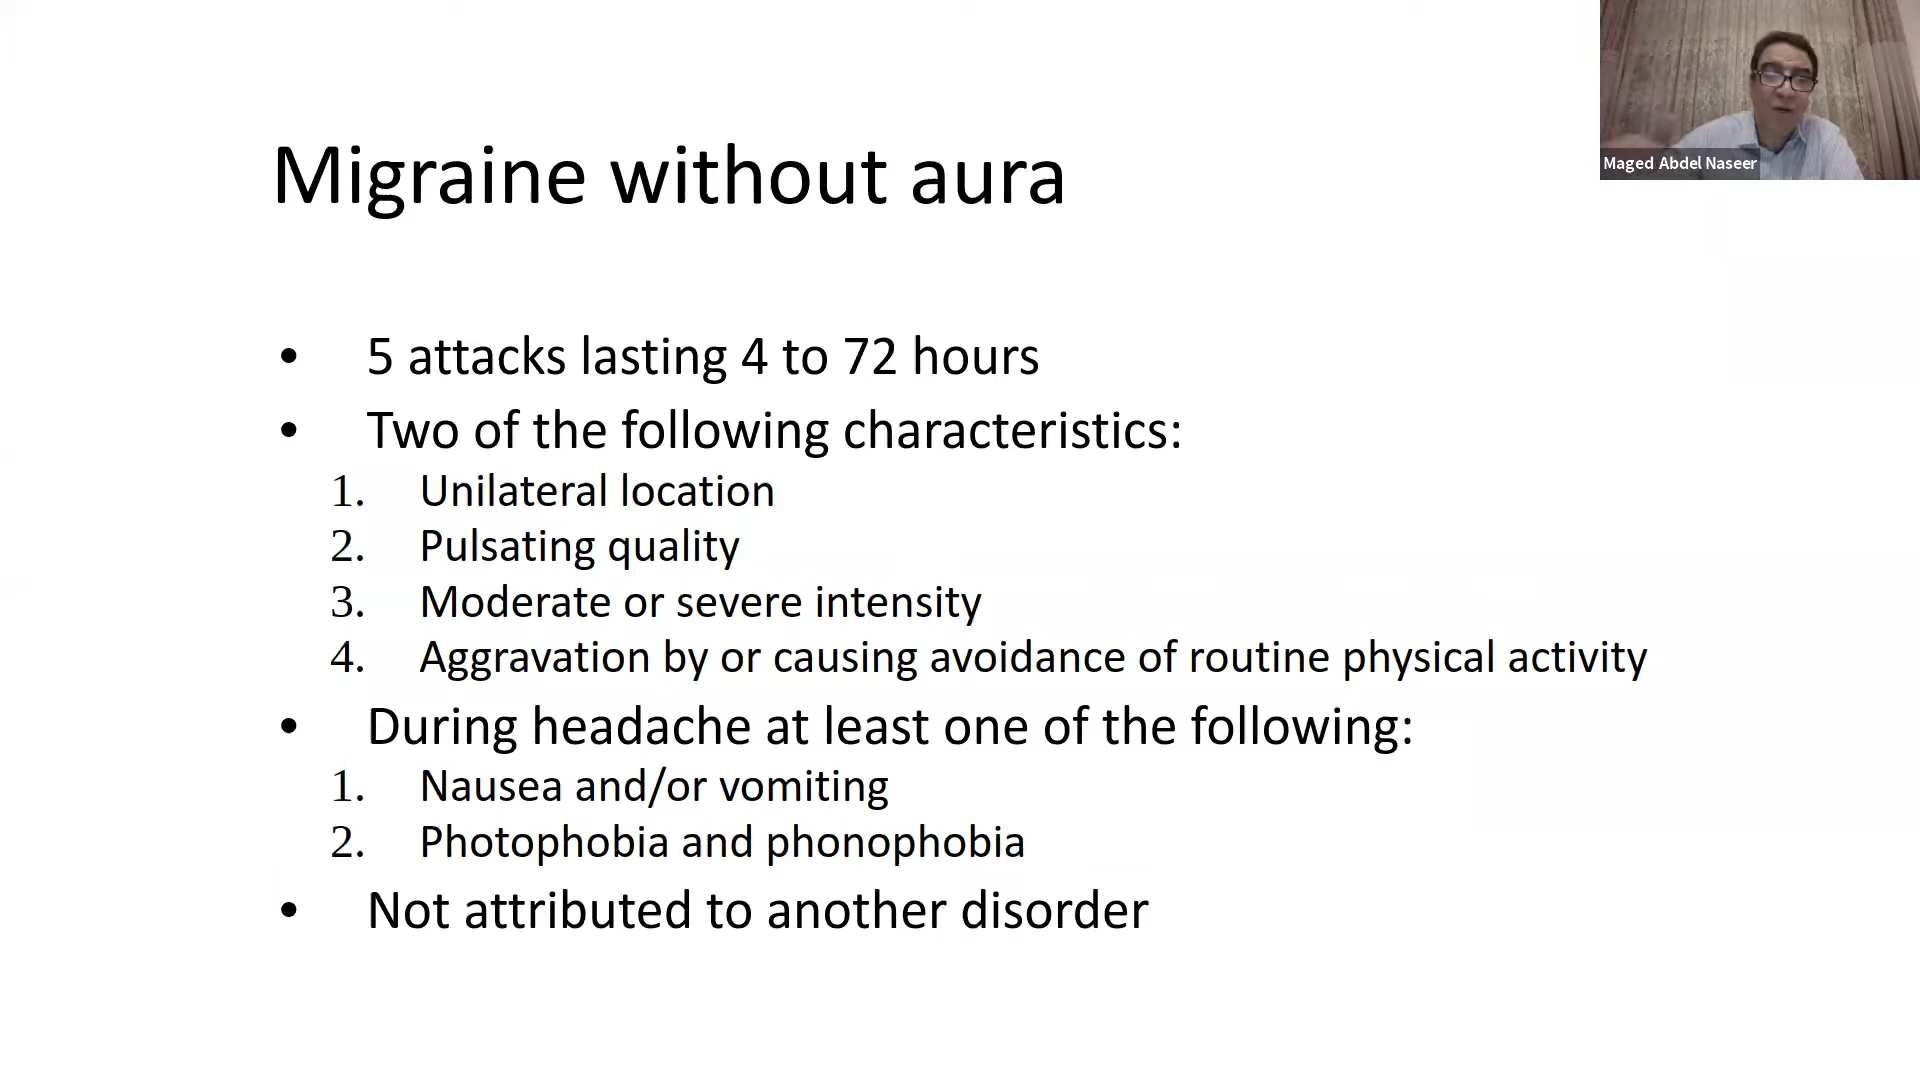 Migraine without aura
• 5 attacks lasting 4 to 72 hours
• Two of the following characteristics:
1. Unilateral location
2. Pulsating quality
3. Moderate or severe intensity
4. Aggravation by or causing avoidance of routine physical activity
• During headache at least one of the following:
1. Nausea and/or vomiting
2. Photophobia and phonophobia
• Not attributed to another disorder
Maged Abdel Naseer